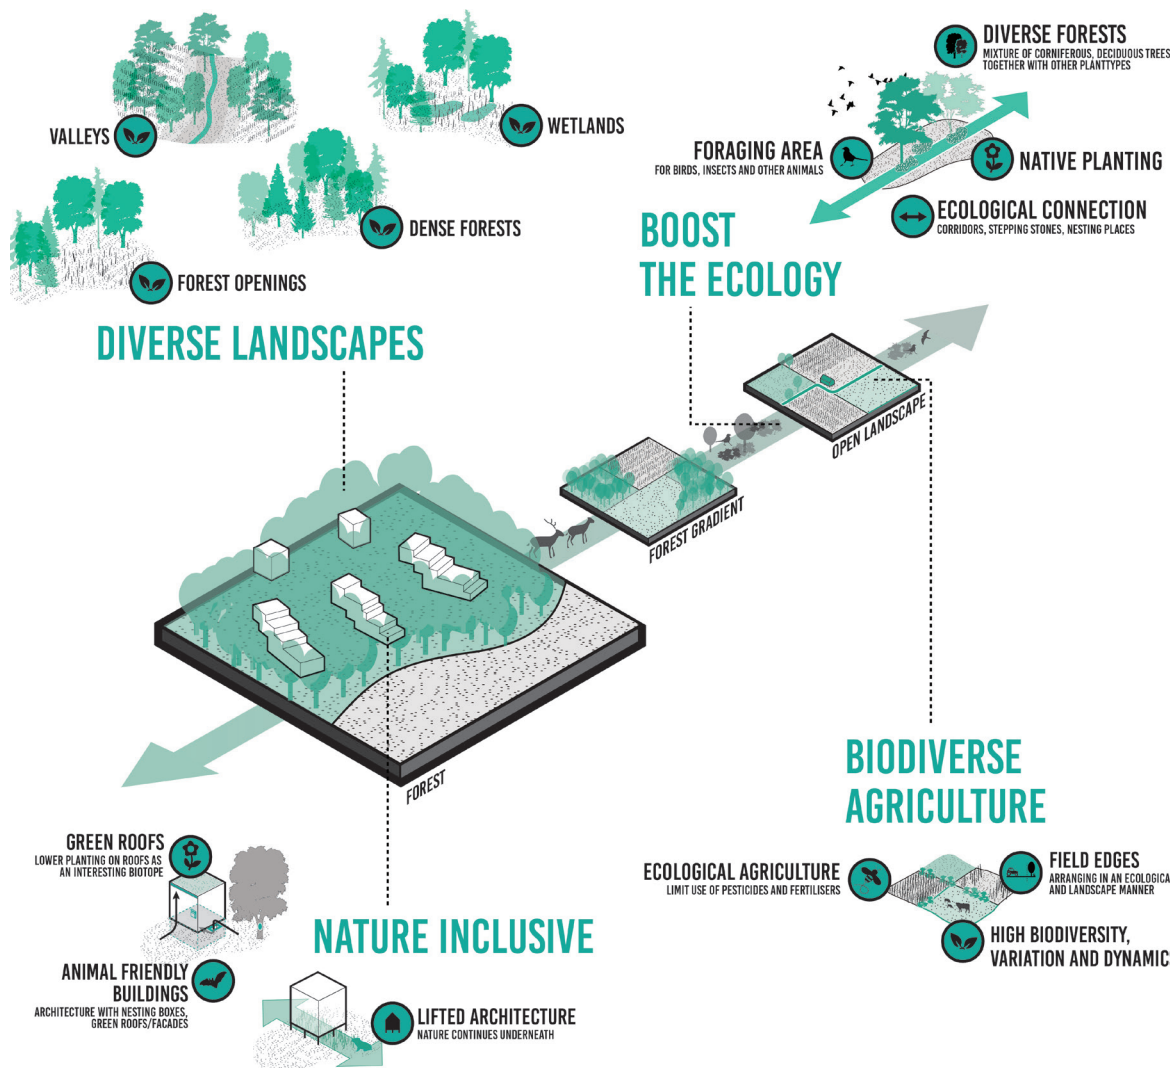 VALLEYS
WETLANDS
DENSE FORESTS
FOREST OPENINGS
DIVERSE LANDSCAPES
DIVERSE FORESTS
MIXTURE OF CORNIFEROUS, DECIDUOUS TREES
TOGETHER WITH OTHER PLANTTYPES
FORAGING AREA
FOR BIRDS, INSECTS AND OTHER ANIMALS
NATIVE PLANTING
ECOLOGICAL CONNECTION
CORRIDORS, STEPPING STONES, NESTING PLACES
BOOST
THE ECOLOGY
OPEN LANDSCAPE
FOREST GRADIENT
FOREST
BIODIVERSE
AGRICULTURE
ECOLOGICAL AGRICULTURE
LIMIT USE OF PESTICIDES AND FERTILISERS
FIELD EDGES
ARRANGING IN AN ECOLOGICA
AND LANDSCAPE MANNER
HIGH BIODIVERSITY,
VARIATION AND DYNAMIC
GREEN ROOFS
LOWER PLANTING ON ROOFS AS
AN INTERESTING BIOTOPE
NATURE INCLUSIVE
ANIMAL FRIENDLY
BUILDINGS
ARCHITECTURE WITH NESTING BOXES,
GREEN ROOFS/FACADES
LIFTED ARCHITECTURE
NATURE CONTINUES UNDERNEATH